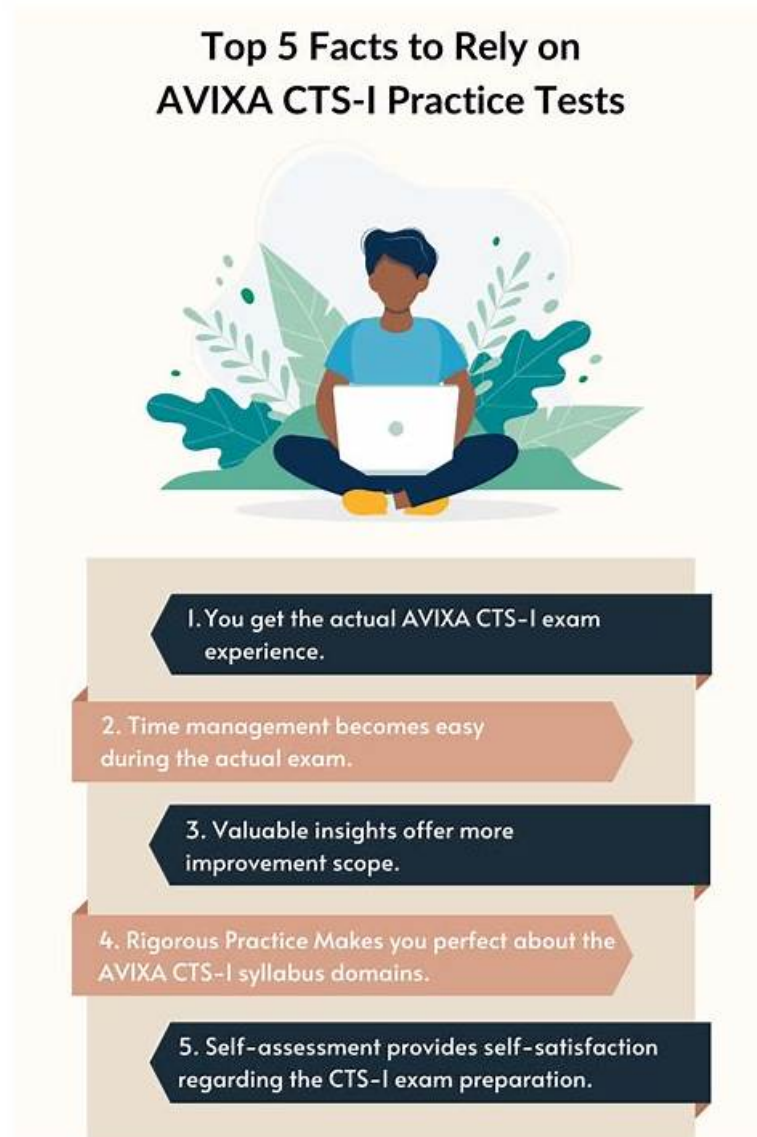 Top 5 Facts to Rely on
AVIXA CTS-I Practice Tests
1. You get the actual AVIXA CTS-I exam
experience.
2. Time management becomes easy
during the actual exam.
3. Valuable insights offer more
improvement scope.
4. Rigorous Practice Makes you perfect about the
AVIXA CTS-I syllabus domains.
5. Self-assessment provides self-satisfaction
regarding the CTS-I exam preparation.